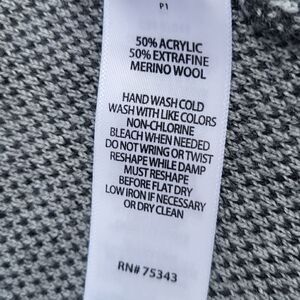 P1
50% ACRYLIC
50% EXTRAFINE
MERINO WOOL
HAND WASH COLD
WASH WITH LIKE COLORS
NON-CHLORINE
BLEACH WHEN NEEDED
DO NOT WRING OR TWIST
RESHAPE WHILE DAMP
MUST RESHAPE
BEFORE FLAT DRY
LOW IRON IF NECESSARY
OR DRY CLEAN
RN# 75343